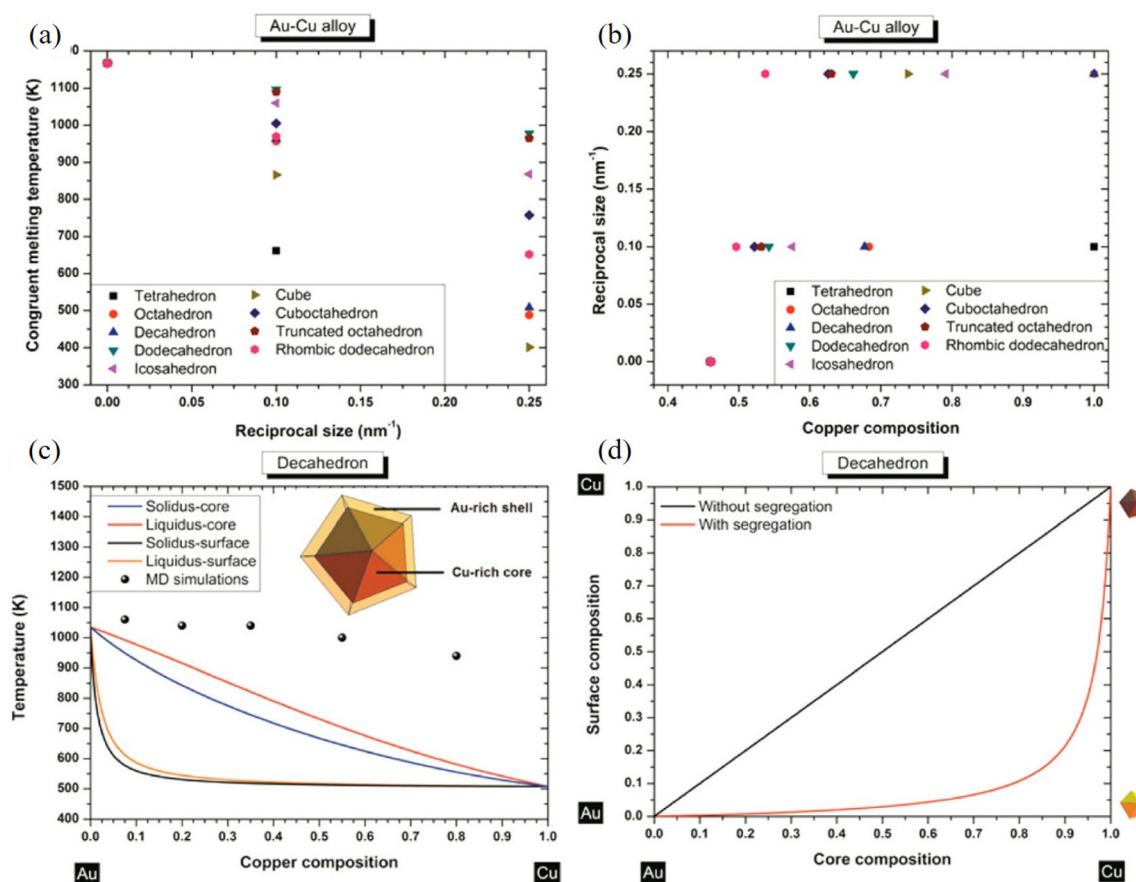 (a)
Au-Cu alloy
Congruent melting temperature (K)
1100
1000
900
800
700
600
500
400
300
Tetrahedron
Octahedron
Decahedron
Dodecahedron
Icosahedron
Cube
Cuboctahedron
Truncated octahedron
Rhombic dodecahedron
0.00 0.05 0.10 0.15 0.20 0.25
Reciprocal size (nm⁻¹)
(b)
Au-Cu alloy
Reciprocal size (nm⁻¹)
0.25
0.20
0.15
0.10
0.05
0.00
Tetrahedron
Octahedron
Decahedron
Dodecahedron
Icosahedron
Cube
Cuboctahedron
Truncated octahedron
Rhombic dodecahedron
0.4 0.5 0.6 0.7 0.8 0.9 1.0
Copper composition
(c)
Decahedron
Temperature (K)
1500
1400
1300
1200
1100
1000
900
800
700
600
500
400
Solidus-core
Liquidus-core
Solidus-surface
Liquidus-surface
MD simulations
Au-rich shell
Cu-rich core
0.0 0.1 0.2 0.3 0.4 0.5 0.6 0.7 0.8 0.9 1.0
Copper composition
Au
Cu
(d)
Decahedron
Cu
Surface composition
1.0
0.9
0.8
0.7
0.6
0.5
0.4
0.3
0.2
0.1
0.0
Without segregation
With segregation
Au
0.0 0.1 0.2 0.3 0.4 0.5 0.6 0.7 0.8 0.9 1.0
Core composition
Au
Cu